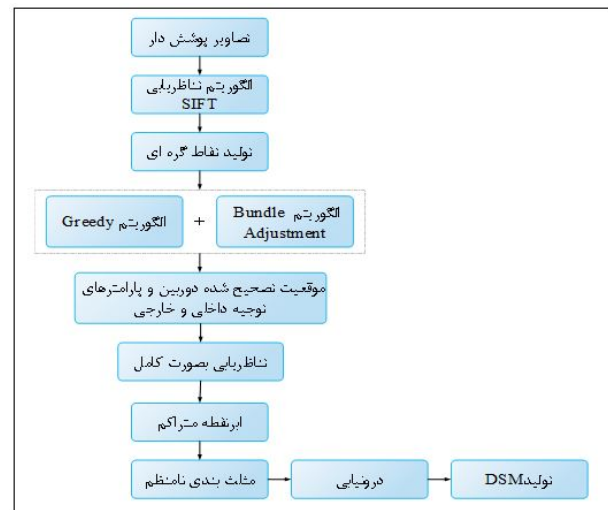 تصاویر پوشش دار
الگوریتم تناظریابی
SIFT
تولید نقاط گره ای
الگوریتم Bundle
Adjustment
+
الگوریتم Greedy
موقعیت تصحیح شده دوربین و پارامترهای
توجیه داخلی و خارجی
تناظریابی بصورت کامل
ابرنقطه متراکم
مثلث بندی نامنظم
درونیابی
تولیدDSM